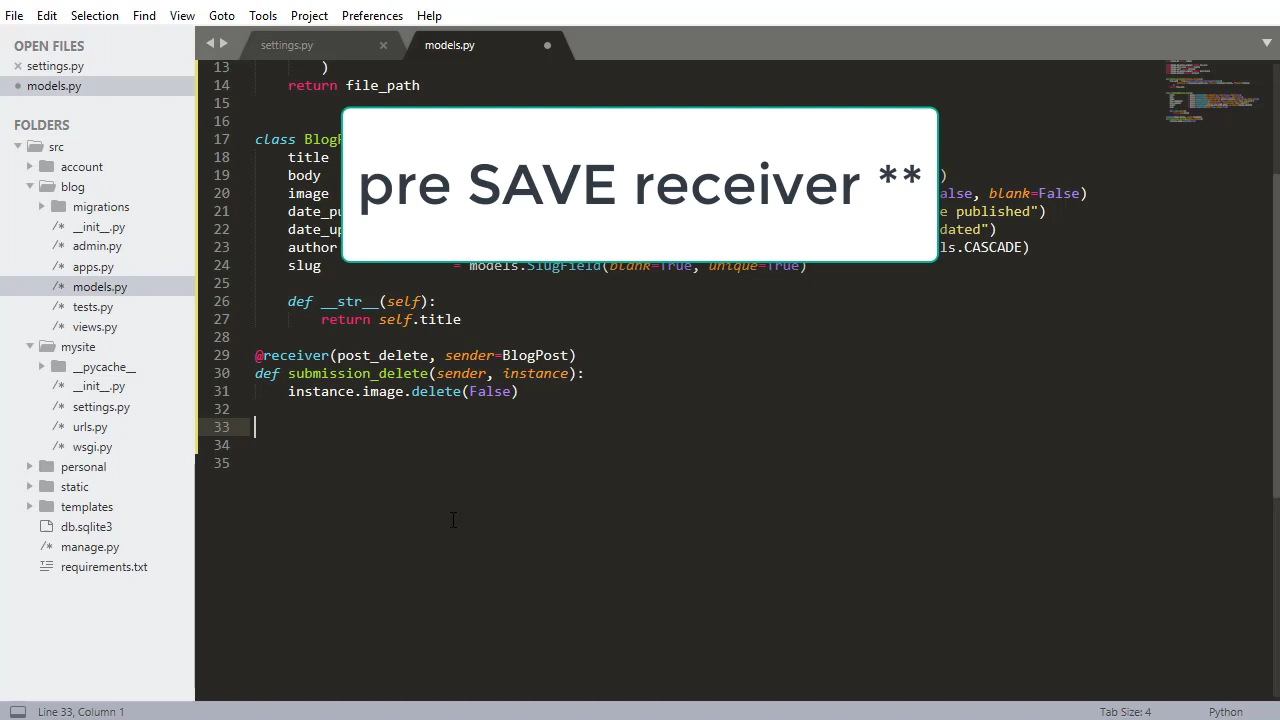 File Edit Selection Find View Goto Tools Project Preferences Help
OPEN FILES
settings.py
models.py
FOLDERS
src
account
blog
migrations
__init__.py
admin.py
apps.py
models.py
tests.py
views.py
mysite
__pycache__
__init__.py
settings.py
urls.py
wsgi.py
personal
static
templates
db.sqlite3
manage.py
requirements.txt
settings.py
models.py
13 )
14 return file_path
15
16
17 class BlogP
18 title
19 body )
20 image alse, blank=False)
21 date_pu e published")
22 date_up dated")
23 author ls.CASCADE)
24 slug = models.SlugField(blank=True, unique=True)
25
26 def __str__(self):
27 return self.title
28
29 @receiver(post_delete, sender=BlogPost)
30 def submission_delete(sender, instance):
31 instance.image.delete(False)
32
33
34
35
pre SAVE receiver **
Line 33, Column 1
Tab Size: 4
Python